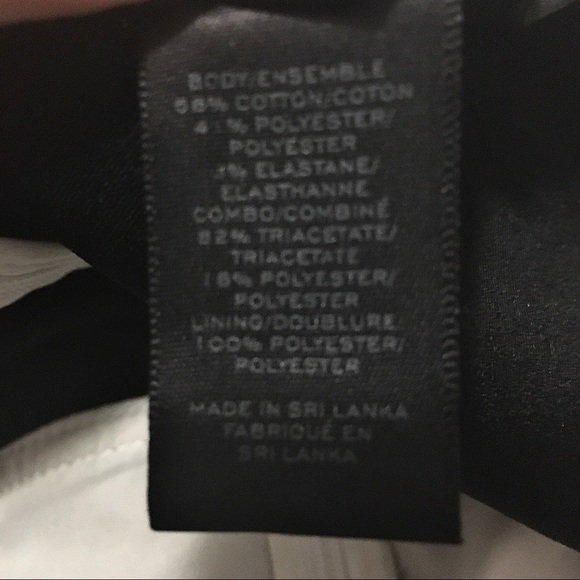 BODY/ENSEMBLE
58% COTTON/COTON
41% POLYESTER/
POLYESTER
1% ELASTANE/
ELASTHANNE
COMBO/COMBINÉ
82% TRIACETATE/
TRIACETATE
18% POLYESTER/
POLYESTER
LINING/DOUBLURE
100% POLYESTER/
POLYESTER
MADE IN SRI LANKA
FABRIQUÉ EN
SRI LANKA